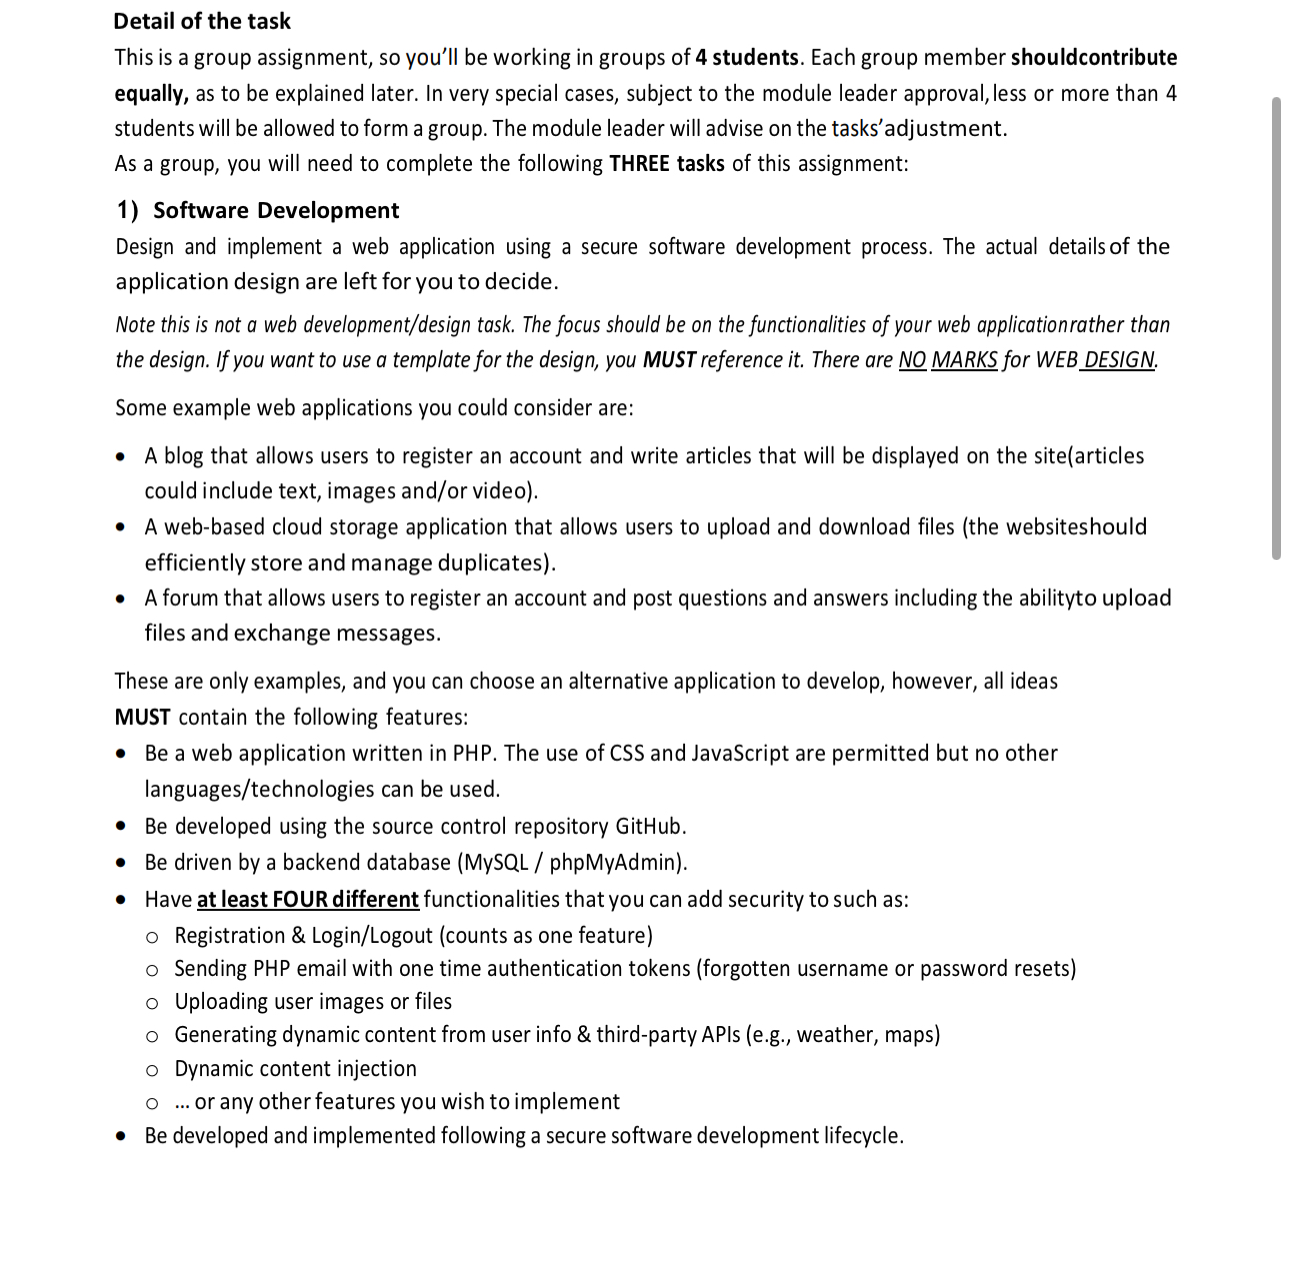 Detail of the task
This is a group assignment, so you'll be working in groups of 4 students. Each group member shouldcontribute
equally, as to be explained later. In very special cases, subject to the module leader approval, less or more than 4
students will be allowed to form a group. The module leader will advise on the tasks'adjustment.
As a group, you will need to complete the following THREE tasks of this assignment:
1) Software Development
Design and implement a web application using a secure software development process. The actual details of the
application design are left for you to decide.
Note this is not a web development/design task. The focus should be on the functionalities of your web applicationrather than
the design. If you want to use a template for the design, you MUST reference it. There are NO MARKS for WEB DESIGN.
Some example web applications you could consider are:
• A blog that allows users to register an account and write articles that will be displayed on the site(articles
could include text, images and/or video).
• A web-based cloud storage application that allows users to upload and download files (the websiteshould
efficiently store and manage duplicates).
• A forum that allows users to register an account and post questions and answers including the abilityto upload
files and exchange messages.
These are only examples, and you can choose an alternative application to develop, however, all ideas
MUST contain the following features:
• Be a web application written in PHP. The use of CSS and JavaScript are permitted but no other
languages/technologies can be used.
• Be developed using the source control repository GitHub.
• Be driven by a backend database (MySQL / phpMyAdmin).
• Have at least FOUR different functionalities that you can add security to such as:
o Registration & Login/Logout (counts as one feature)
o Sending PHP email with one time authentication tokens (forgotten username or password resets)
o Uploading user images or files
o Generating dynamic content from user info & third-party APIs (e.g., weather, maps)
o Dynamic content injection
o ... or any other features you wish to implement
• Be developed and implemented following a secure software development lifecycle.